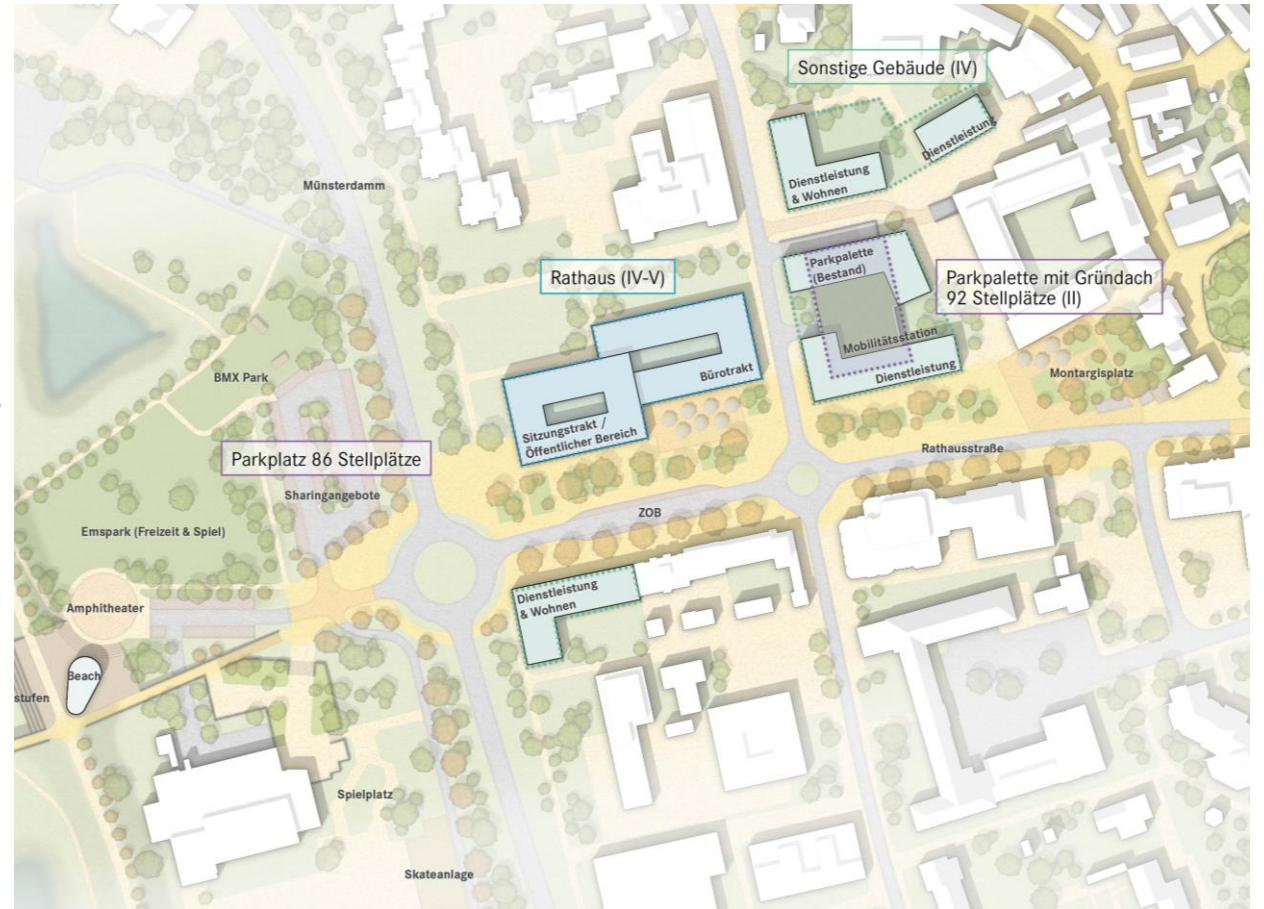 Sonstige Gebäude (IV)
Dienstleistung
Dienstleistung
& Wohnen
Münsterdamm
Parkpalette
(Bestand)
Rathaus (IV-V)
Parkpalette mit Gründach
92 Stellplätze (II)
Mobilitätsstation
Dienstleistung
Montargisplatz
Bürotrakt
BMX Park
Sitzungstrakt /
Öffentlicher Bereich
Parkplatz 86 Stellplätze
Rathausstraße
Sharingangebote
ZOB
Emspark (Freizeit & Spiel)
Dienstleistung
& Wohnen
Amphitheater
Beach
stufen
Spielplatz
Skateanlage